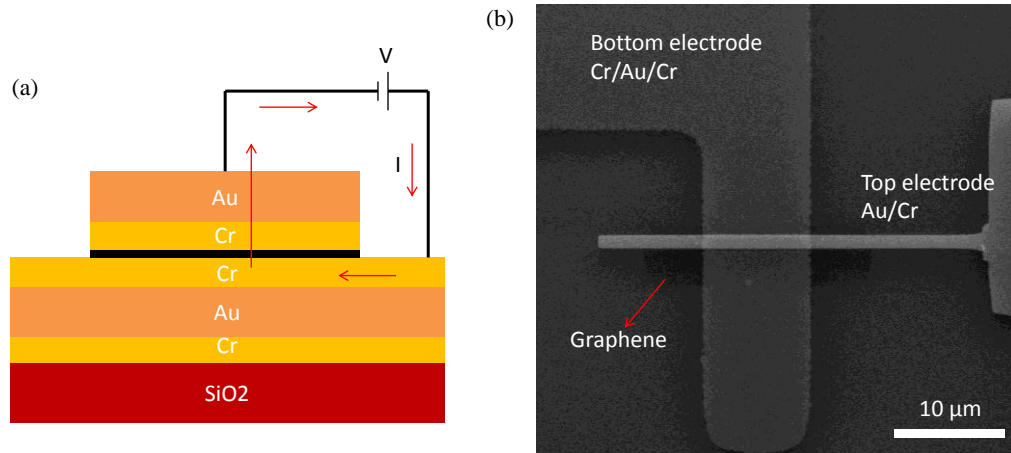 (a)
V
I
Au
Cr
Cr
Au
Cr
SiO2
(b)
Bottom electrode
Cr/Au/Cr
Top electrode
Au/Cr
Graphene
10 µm